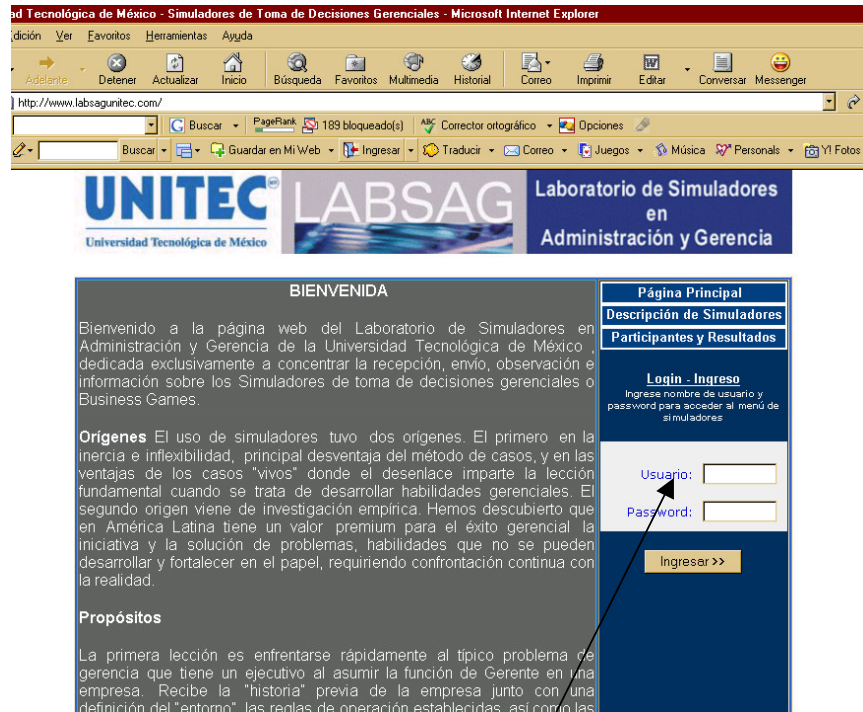 ad Tecnológica de México - Simuladores de Toma de Decisiones Gerenciales - Microsoft Internet Explorer
dición Ver Favoritos Herramientas Ayuda
Adelante Detener Actualizar Inicio Búsqueda Favoritos Multimedia Historial Correo Imprimir Editar Conversar Messenger
http://www.labsagunitec.com/
Buscar PageRank 189 bloqueado(s) ABC Corrector ortográfico Opciones
Buscar Guardar en Mi Web Ingresar Traducir Correo Juegos Música Personals Y! Fotos
UNITEC®
Universidad Tecnológica de México
LABSAG
Laboratorio de Simuladores
en
Administración y Gerencia
BIENVENIDA
Bienvenido a la página web del Laboratorio de Simuladores en
Administración y Gerencia de la Universidad Tecnológica de México ,
dedicada exclusivamente a concentrar la recepción, envío, observación e
información sobre los Simuladores de toma de decisiones gerenciales o
Business Games.
Orígenes El uso de simuladores tuvo dos orígenes. El primero en la
inercia e inflexibilidad, principal desventaja del método de casos, y en las
ventajas de los casos "vivos" donde el desenlace imparte la lección
fundamental cuando se trata de desarrollar habilidades gerenciales. El
segundo origen viene de investigación empírica. Hemos descubierto que
en América Latina tiene un valor premium para el éxito gerencial la
iniciativa y la solución de problemas, habilidades que no se pueden
desarrollar y fortalecer en el papel, requiriendo confrontación continua con
la realidad.
Propósitos
La primera lección es enfrentarse rápidamente al típico problema de
gerencia que tiene un ejecutivo al asumir la función de Gerente en una
empresa. Recibe la "historia" previa de la empresa junto con una
definición del "entorno", las reglas de operación establecidas, así como las
Página Principal
Descripción de Simuladores
Participantes y Resultados
Login - Ingreso
Ingrese nombre de usuario y
password para acceder al menú de
simuladores
Usuario:
Password:
Ingresar >>